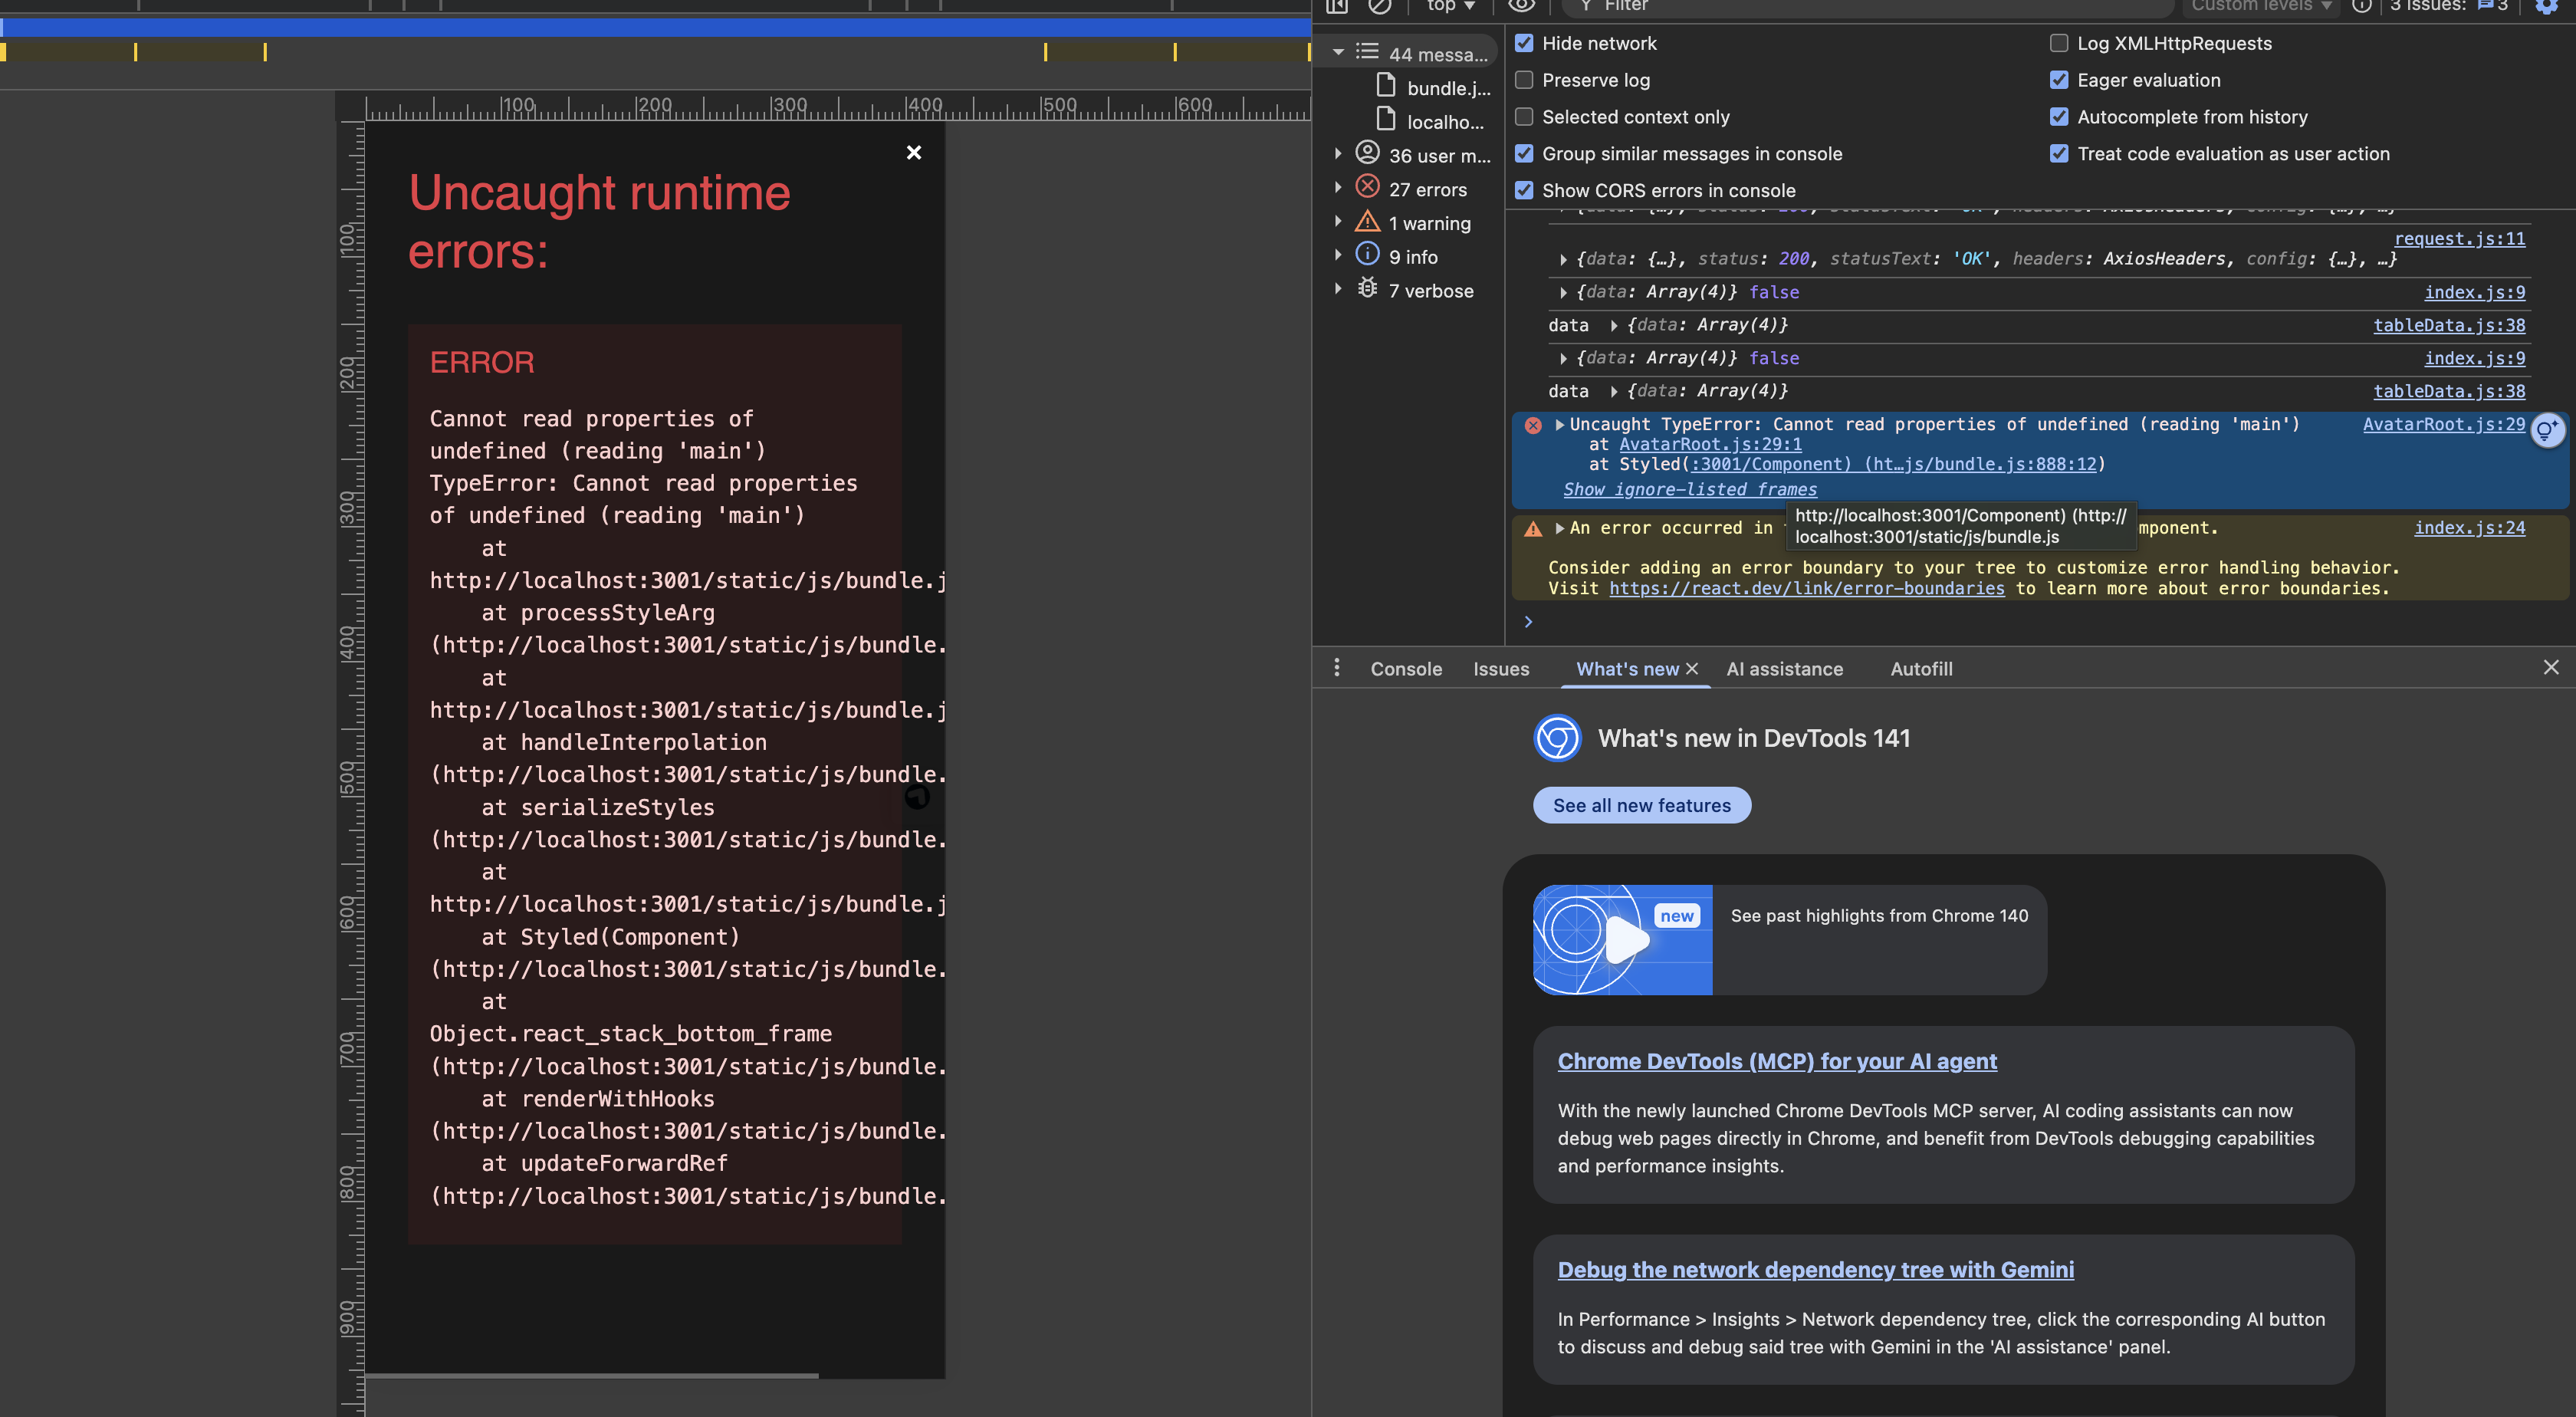 100
200
300
400
500
600
100
200
300
400
500
600
700
800
900
×
Uncaught runtime
errors:
ERROR
Cannot read properties of
undefined (reading 'main')
TypeError: Cannot read properties
of undefined (reading 'main')
at
http://localhost:3001/static/js/bundle.j
at processStyleArg
(http://localhost:3001/static/js/bundle.
at
http://localhost:3001/static/js/bundle.j
at handleInterpolation
(http://localhost:3001/static/js/bundle.
at serializeStyles
(http://localhost:3001/static/js/bundle.
at
http://localhost:3001/static/js/bundle.j
at Styled(Component)
(http://localhost:3001/static/js/bundle.
at
Object.react_stack_bottom_frame
(http://localhost:3001/static/js/bundle.
at renderWithHooks
(http://localhost:3001/static/js/bundle.
at updateForwardRef
(http://localhost:3001/static/js/bundle.
top Filter Custom levels 3 Issues: 3
44 messa...
bundle.j...
localho...
36 user m...
27 errors
1 warning
9 info
7 verbose
Hide network
Log XMLHttpRequests
Preserve log
Eager evaluation
Selected context only
Autocomplete from history
Group similar messages in console
Treat code evaluation as user action
Show CORS errors in console
request.js:11
{data: {…}, status: 200, statusText: 'OK', headers: AxiosHeaders, config: {…}, …}
{data: Array(4)} false index.js:9
data {data: Array(4)} tableData.js:38
{data: Array(4)} false index.js:9
data {data: Array(4)} tableData.js:38
Uncaught TypeError: Cannot read properties of undefined (reading 'main') AvatarRoot.js:29
at AvatarRoot.js:29:1
at Styled(:3001/Component) (ht…js/bundle.js:888:12)
Show ignore-listed frames
http://localhost:3001/Component) (http://
localhost:3001/static/js/bundle.js
An error occurred in mponent. index.js:24
Consider adding an error boundary to your tree to customize error handling behavior.
Visit https://react.dev/link/error-boundaries to learn more about error boundaries.
Console Issues What's new × AI assistance Autofill
What's new in DevTools 141
See all new features
new
See past highlights from Chrome 140
Chrome DevTools (MCP) for your AI agent
With the newly launched Chrome DevTools MCP server, AI coding assistants can now
debug web pages directly in Chrome, and benefit from DevTools debugging capabilities
and performance insights.
Debug the network dependency tree with Gemini
In Performance > Insights > Network dependency tree, click the corresponding AI button
to discuss and debug said tree with Gemini in the 'AI assistance' panel.